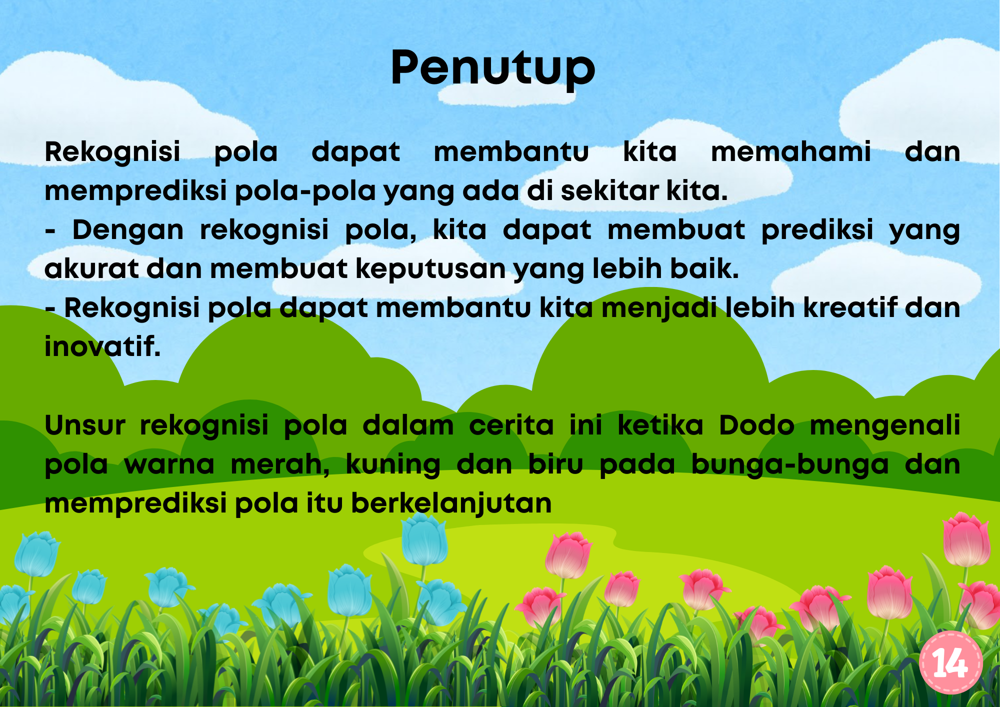 Penutup
Rekognisi pola dapat membantu kita memahami dan
memprediksi pola-pola yang ada di sekitar kita.
- Dengan rekognisi pola, kita dapat membuat prediksi yang
akurat dan membuat keputusan yang lebih baik.
- Rekognisi pola dapat membantu kita menjadi lebih kreatif dan
inovatif.
Unsur rekognisi pola dalam cerita ini ketika Dodo mengenali
pola warna merah, kuning dan biru pada bunga-bunga dan
memprediksi pola itu berkelanjutan
14